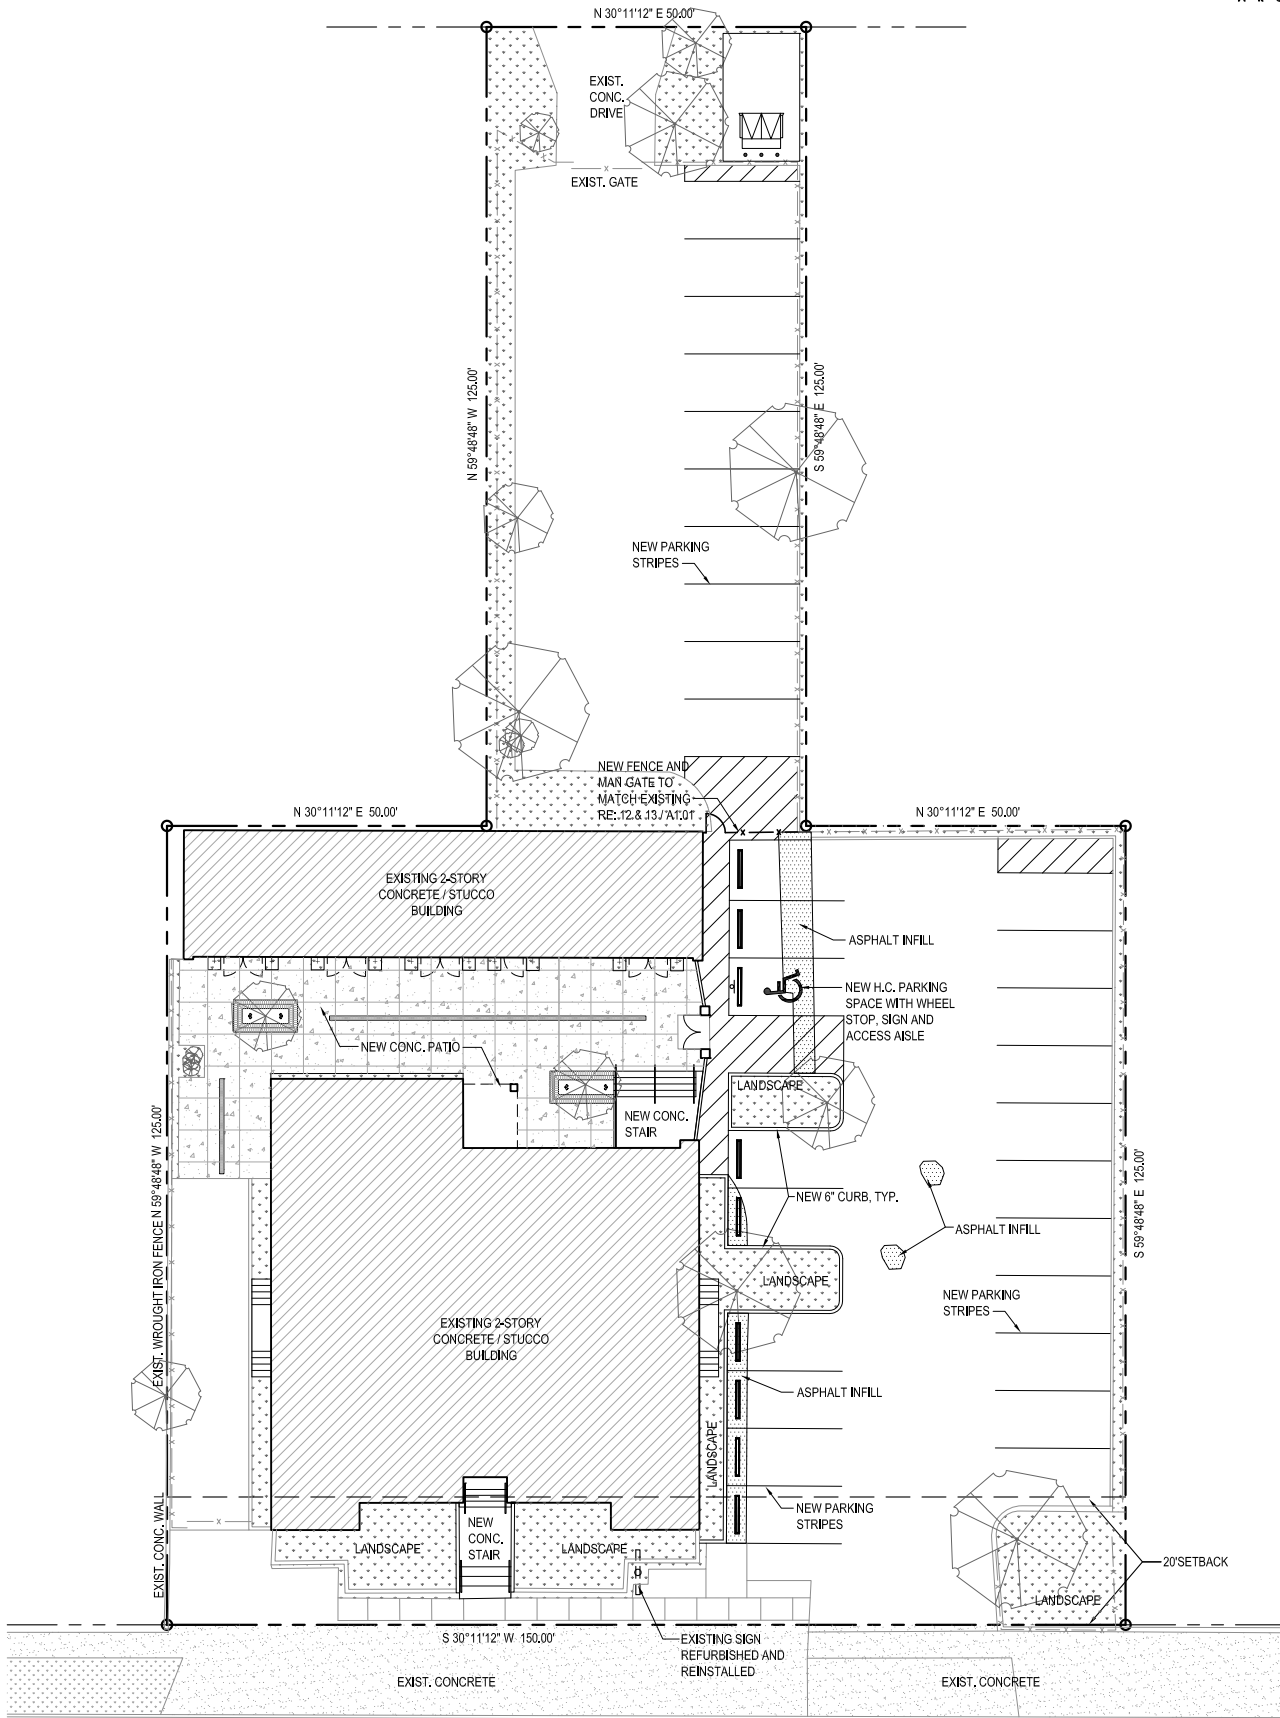 N 30°11'12" E 50.00'
EXIST.
CONC.
DRIVE
EXIST. GATE
N 59°48'48" W 125.00'
S 59°48'48" E 125.00'
NEW PARKING
STRIPES
NEW FENCE AND
MAN GATE TO
MATCH EXISTING
RE: 12 & 13 / A1.01
N 30°11'12" E 50.00'
N 30°11'12" E 50.00'
EXISTING 2-STORY
CONCRETE / STUCCO
BUILDING
ASPHALT INFILL
NEW H.C. PARKING
SPACE WITH WHEEL
STOP, SIGN AND
ACCESS AISLE
NEW CONC. PATIO
LANDSCAPE
NEW CONC.
STAIR
NEW 6" CURB, TYP.
ASPHALT INFILL
EXIST. WROUGHT IRON FENCE N 59°48'48" W 125.00'
S 59°48'48" E 125.00'
LANDSCAPE
NEW PARKING
STRIPES
EXISTING 2-STORY
CONCRETE / STUCCO
BUILDING
ASPHALT INFILL
LANDSCAPE
EXIST. CONC. WALL
NEW PARKING
STRIPES
NEW
CONC.
STAIR
LANDSCAPE
LANDSCAPE
20'SETBACK
LANDSCAPE
S 30°11'12" W 150.00'
EXISTING SIGN
REFURBISHED AND
REINSTALLED
EXIST. CONCRETE
EXIST. CONCRETE